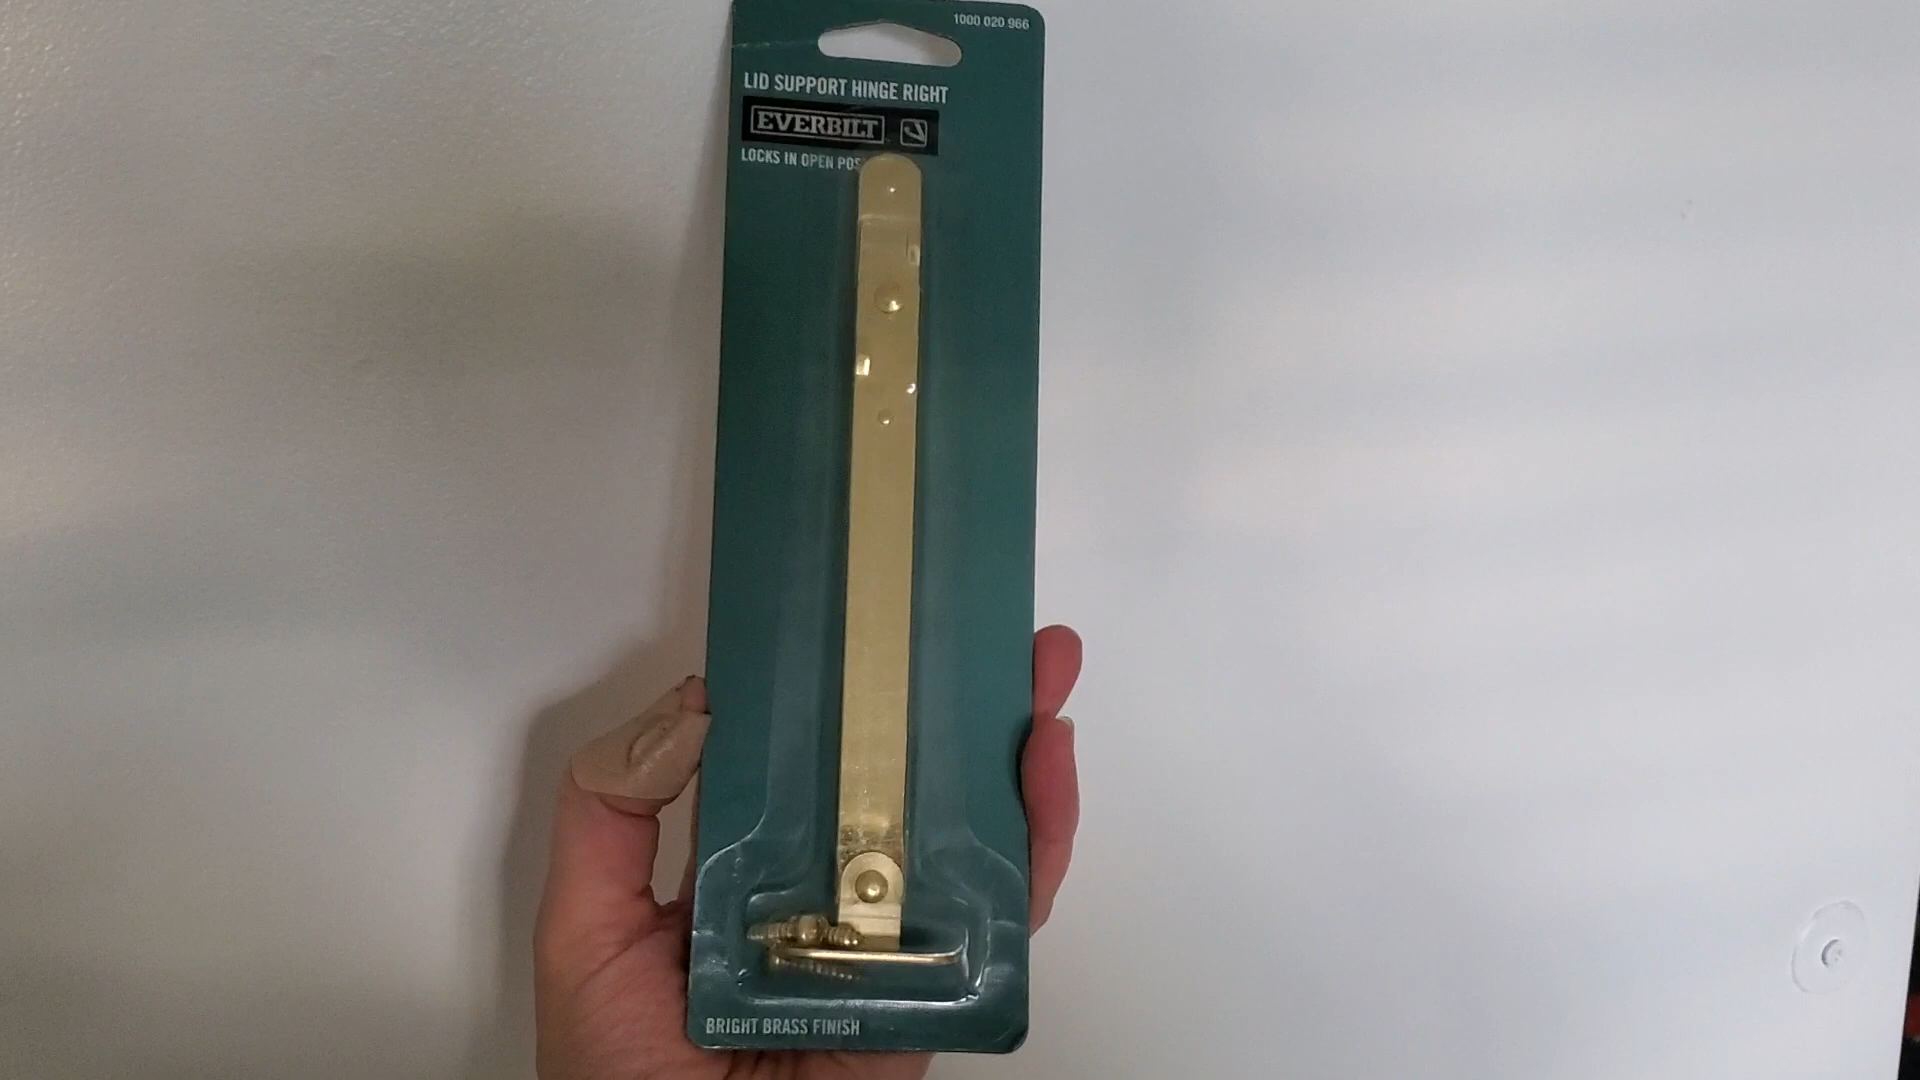 1000 020 966
LID SUPPORT HINGE RIGHT
EVERBILT
LOCKS IN OPEN
BRIGHT BRASS FINISH